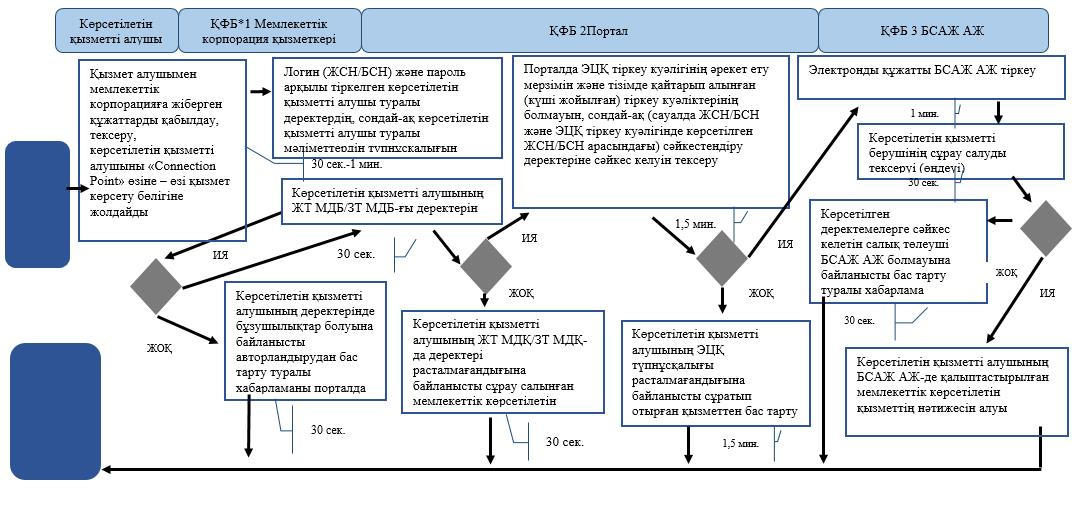 Көрсетілетін
қызметті алушы
ҚФБ*1 Мемлекеттік
корпорация қызметкері
ҚФБ 2Портал
ҚФБ 3 БСАЖ АЖ
Қызмет алушымен
мемлекеттік
корпорацияға жіберген
құжаттарды қабылдау,
тексеру,
көрсетілетін қызметті
алушыны «Connection
Point» өзіне – өзі қызмет
көрсету бөлігіне
жолдайды
Логин (ЖСН/БСН) және пароль
арқылы тіркелген көрсетілетін
қызметті алушы туралы
деректердің, сондай-ақ көрсетілетін
қызметті алушы туралы
мәліметтердің түпнұсқалығын
30 сек.-1 мин.
Көрсетілетін қызметті алушының
ЖТ МДБ/ЗТ МДБ-ғы деректерін
Порталда ЭЦҚ тіркеу куәлігінің әрекет ету
мерзімін және тізімде қайтарып алынған
(күші жойылған) тіркеу куәліктерінің
болмауын, сондай-ақ (сауалда ЖСН/БСН
және ЭЦҚ тіркеу куәлігінде көрсетілген
ЖСН/БСН арасындағы) сәйкестендіру
деректеріне сәйкес келуін тексеру
Электронды құжатты БСАЖ АЖ тіркеу
1 мин.
Көрсетілетін қызметті
берушінің сұрау салуды
тексеруі (өңдеуі)
30 сек.
Көрсетілген
деректемелерге сәйкес
келетін салық төлеуші
БСАЖ АЖ болмауына
байланысты бас тарту
туралы хабарлама
ИЯ
30 сек.
ИЯ
1,5 мин.
ИЯ
жоқ
ИЯ
ЖОҚ
ЖОҚ
ЖОҚ
30 сек.
Көрсетілетін қызметті
алушының деректерінде
бұзушылықтар болуына
байланысты
авторландырудан бас
тарту туралы
хабарламаны порталда
Көрсетілетін қызметті
алушының ЖТ МДҚ/ЗТ МДҚ-
да деректері
расталмағандығына
байланысты сұрау салынған
мемлекеттік көрсетілетін
Көрсетілетін қызметті
алушының ЭЦҚ
түпнұсқалығы
расталмағандығына
байланысты сұратып
отырған қызметтен бас тарту
Көрсетілетін қызметті алушының
БСАЖ АЖ-де қалыптастырылған
мемлекеттік көрсетілетін
қызметтің нәтижесін алуы
30 сек.
30 сек.
1,5 мин.